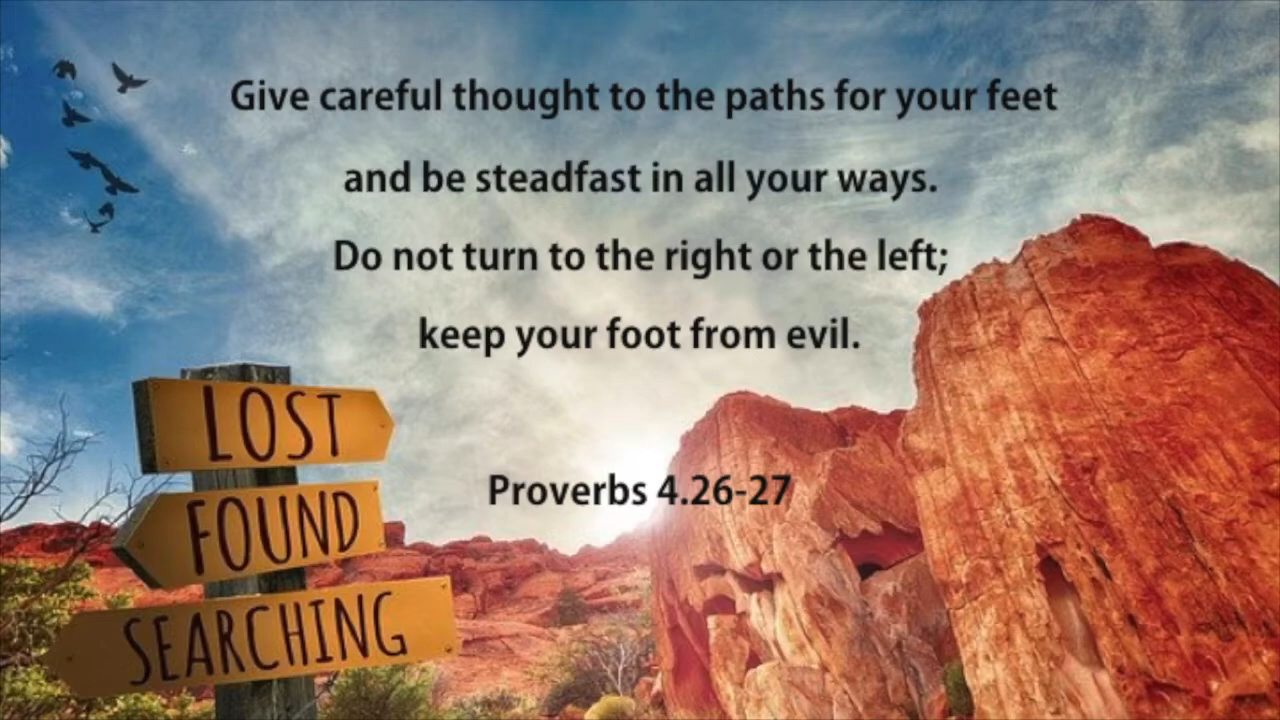 Give careful thought to the paths for your feet
and be steadfast in all your ways.
Do not turn to the right or the left;
keep your foot from evil.
Proverbs 4.26-27
LOST
FOUND
SEARCHING